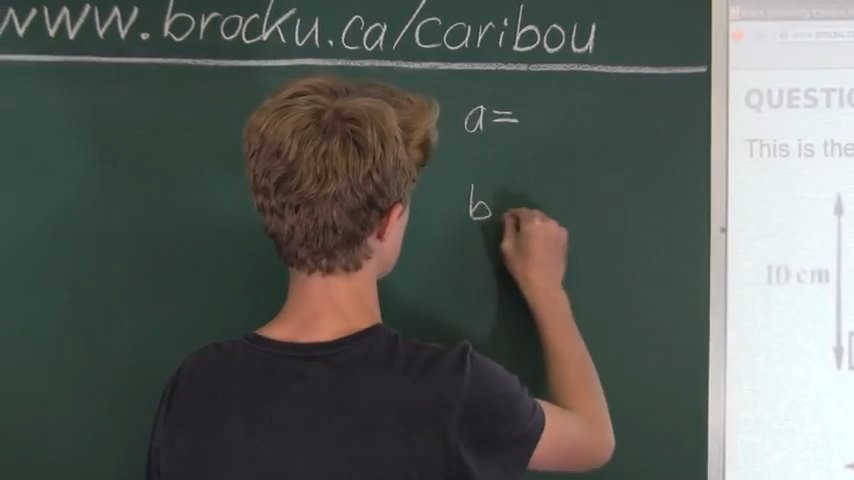 www.brocku.ca/caribou
a=
b
QUESTIO
This is the
10 cm